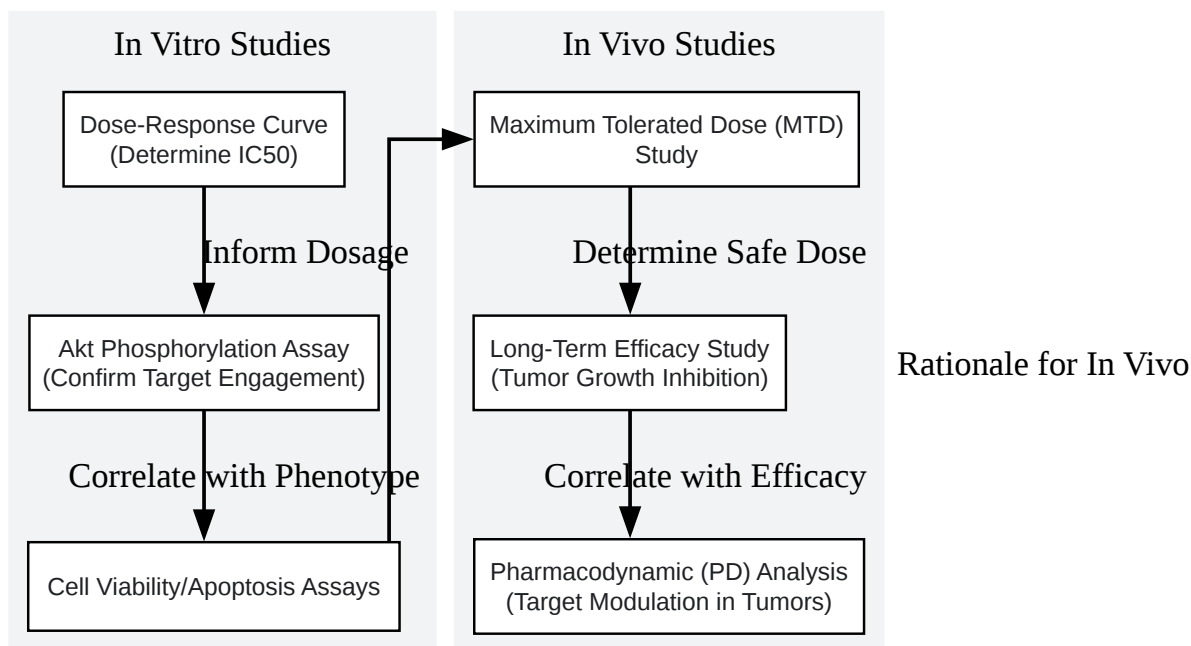 In Vitro Studies
Dose-Response Curve
(Determine IC50)
Inform Dosage
Akt Phosphorylation Assay
(Confirm Target Engagement)
Correlate with Phenotype
Cell Viability/Apoptosis Assays
In Vivo Studies
Maximum Tolerated Dose (MTD)
Study
Determine Safe Dose
Long-Term Efficacy Study
(Tumor Growth Inhibition)
Correlate with Efficacy
Pharmacodynamic (PD) Analysis
(Target Modulation in Tumors)
Rationale for In Vivo